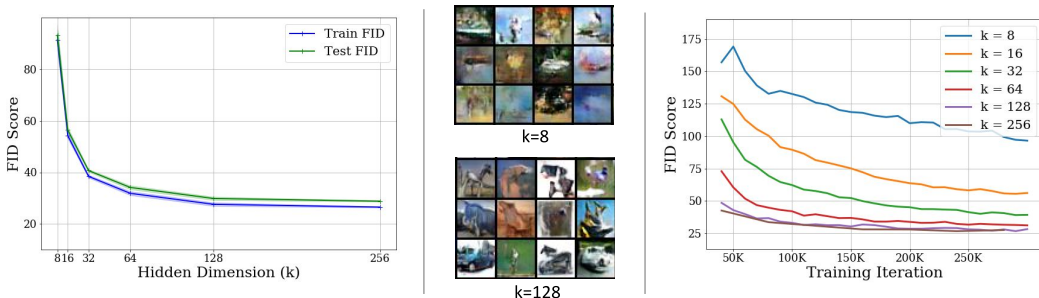 FID Score
80
60
40
20
Train FID
Test FID
8 16 32 64 128 256
Hidden Dimension (k)
k=8
k=128
FID Score
175
150
125
100
75
50
25
k = 8
k = 16
k = 32
k = 64
k = 128
k = 256
50K 100K 150K 200K 250K
Training Iteration